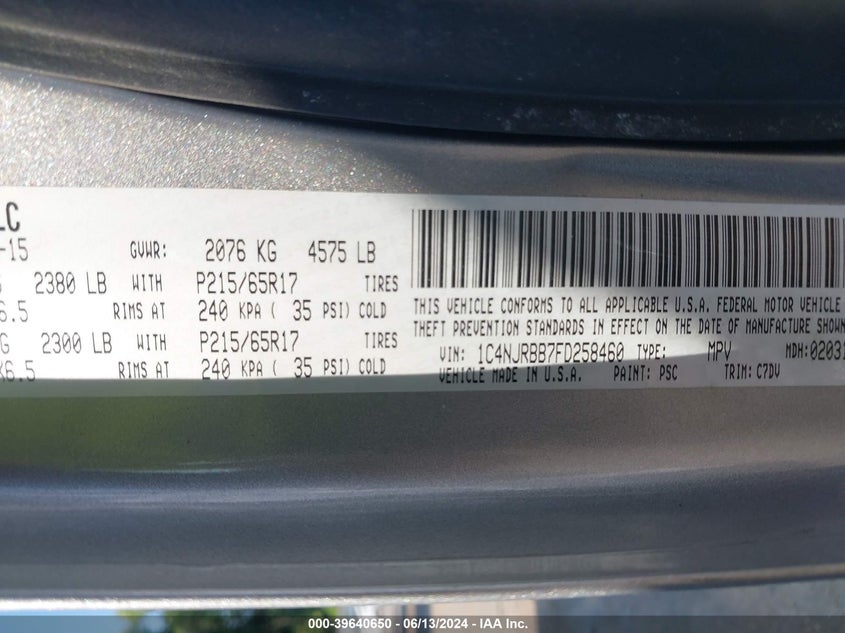 LC
-15 GVWR: 2076 KG 4575 LB
2380 LB WITH P215/65R17 TIRES
6.5 RIMS AT 240 KPA ( 35 PSI) COLD
G 2300 LB WITH P215/65R17 TIRES
X6.5 RIMS AT 240 KPA ( 35 PSI) COLD
THIS VEHICLE CONFORMS TO ALL APPLICABLE U.S.A. FEDERAL MOTOR VEHICLE
THEFT PREVENTION STANDARDS IN EFFECT ON THE DATE OF MANUFACTURE SHOWN
VIN: 1C4NJRBB7FD258460 TYPE: MPV MDH:02031
VEHICLE MADE IN U.S.A. PAINT: PSC TRIM: C7DV
000-39640650 - 06/13/2024 - IAA Inc.